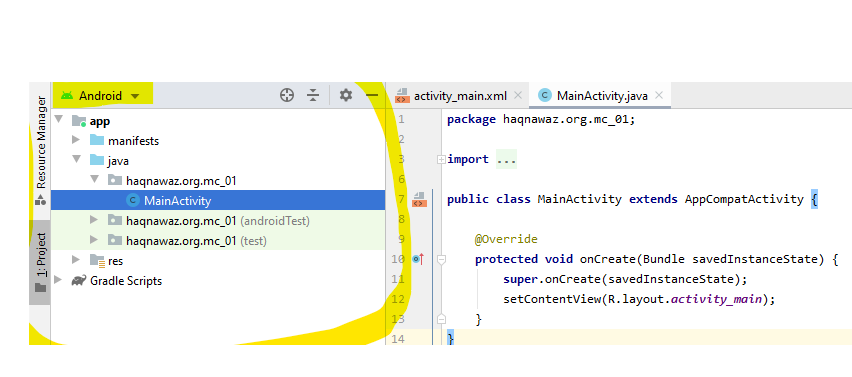 Android
activity_main.xml
MainActivity.java
Resource Manager
1: Project
app
manifests
java
haqnawaz.org.mc_01
MainActivity
haqnawaz.org.mc_01 (androidTest)
haqnawaz.org.mc_01 (test)
res
Gradle Scripts
1 package haqnawaz.org.mc_01;
2
3 import ...
6
7 public class MainActivity extends AppCompatActivity {
8
9 @Override
10 protected void onCreate(Bundle savedInstanceState) {
11 super.onCreate(savedInstanceState);
12 setContentView(R.layout.activity_main);
13 }
14 }